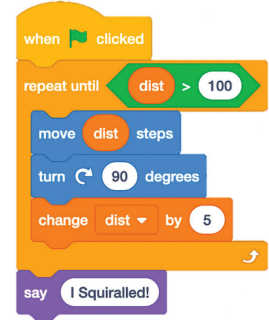 when clicked
repeat until dist > 100
move dist steps
turn 90 degrees
change dist by 5
say I Squiralled!